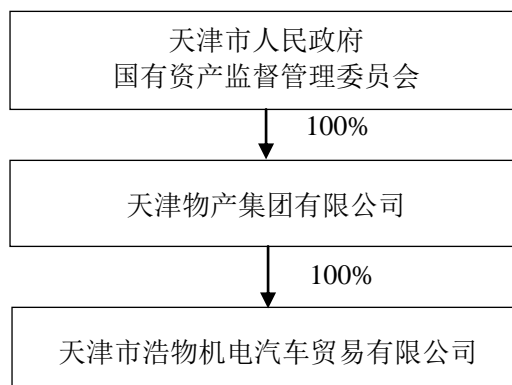 天津市人民政府
国有资产监督管理委员会
100%
天津物产集团有限公司
100%
天津市浩物机电汽车贸易有限公司